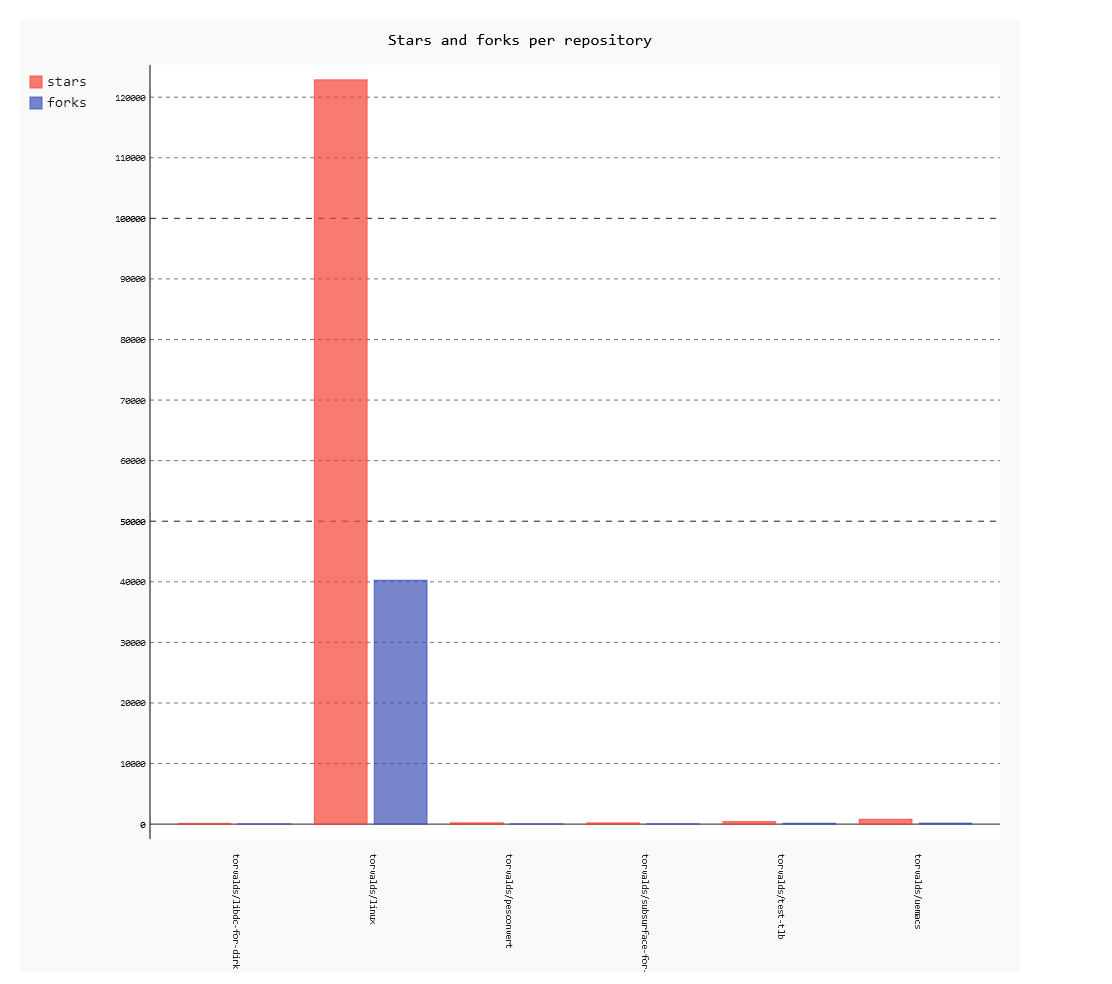 Stars and forks per repository
stars
forks
120000
110000
100000
90000
80000
70000
60000
50000
40000
30000
20000
10000
0
torvalds/libdc-for-dirk
torvalds/linux
torvalds/pesconvert
torvalds/subsurface-for-
torvalds/test-tlb
torvalds/uemacs